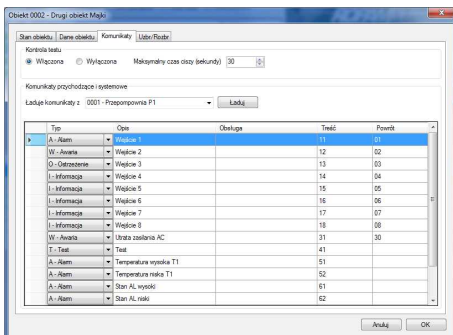 Obiekt 0002 - Drugi obiekt Majki
Stan obiektu Dane obiektu Komunikaty Uzbr/Rozbr
Kontrola testu
Włączona Wyłączona Maksymalny czas ciszy (sekundy) 30
Komunikaty przychodzące i systemowe
Ładuje komunikaty z 0001 - Przepompownia P1 Ładuj
Typ Opis Obsługa Treść Powrót
A - Alarm Wejście 1 11 01
W - Awaria Wejście 2 12 02
O - Ostrzeżenie Wejście 3 13 03
I - Informacja Wejście 4 14 04
I - Informacja Wejście 5 15 05
I - Informacja Wejście 6 16 06
I - Informacja Wejście 7 17 07
I - Informacja Wejście 8 18 08
W - Awaria Utrata zasilania AC 31 30
T - Test Test 41
A - Alarm Temperatura wysoka T1 51
A - Alarm Temperatura niska T1 52
A - Alarm Stan AL wysoki 61
A - Alarm Stan AL niski 62
Anuluj OK